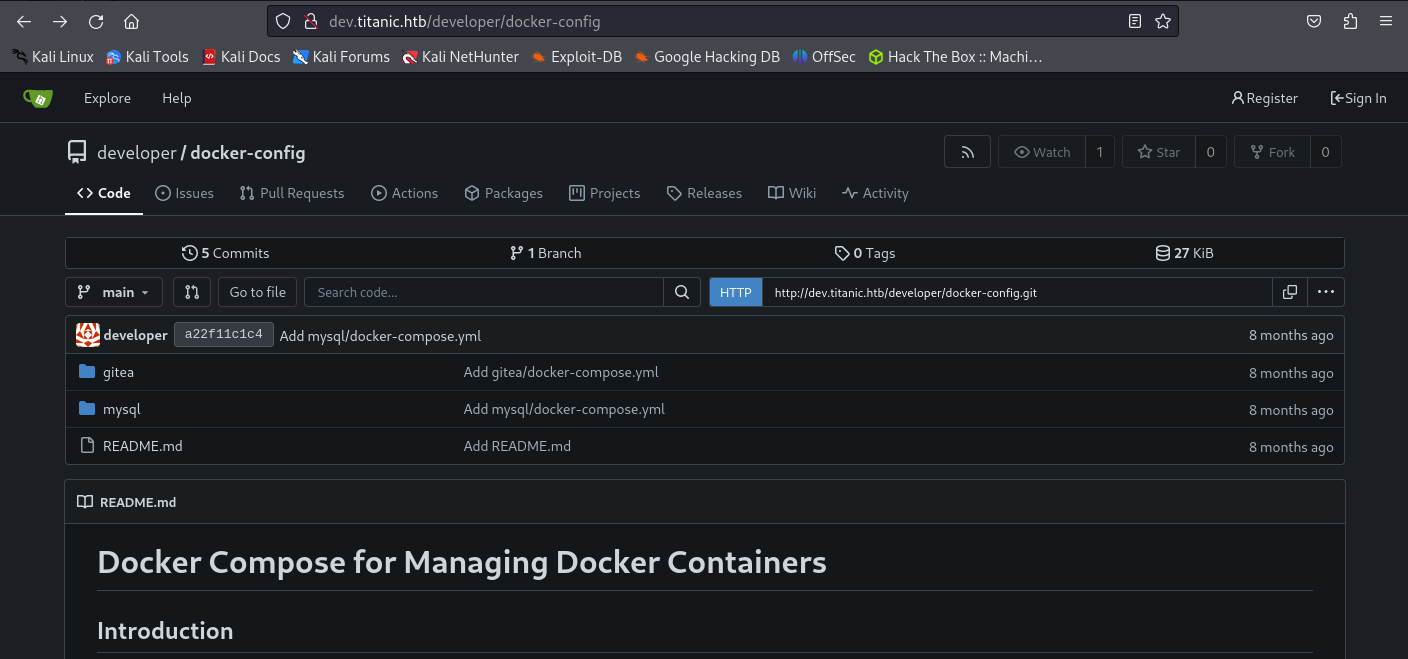 dev.titanic.htb/developer/docker-config
Kali Linux Kali Tools Kali Docs Kali Forums Kali NetHunter Exploit-DB Google Hacking DB OffSec Hack The Box :: Machi…
Explore Help Register Sign In
developer / docker-config Watch 1 Star 0 Fork 0
Code Issues Pull Requests Actions Packages Projects Releases Wiki Activity
5 Commits 1 Branch 0 Tags 27 KiB
main Go to file Search code... HTTP http://dev.titanic.htb/developer/docker-config.git
developer a22f11c1c4 Add mysql/docker-compose.yml 8 months ago
gitea Add gitea/docker-compose.yml 8 months ago
mysql Add mysql/docker-compose.yml 8 months ago
README.md Add README.md 8 months ago
README.md
Docker Compose for Managing Docker Containers
Introduction